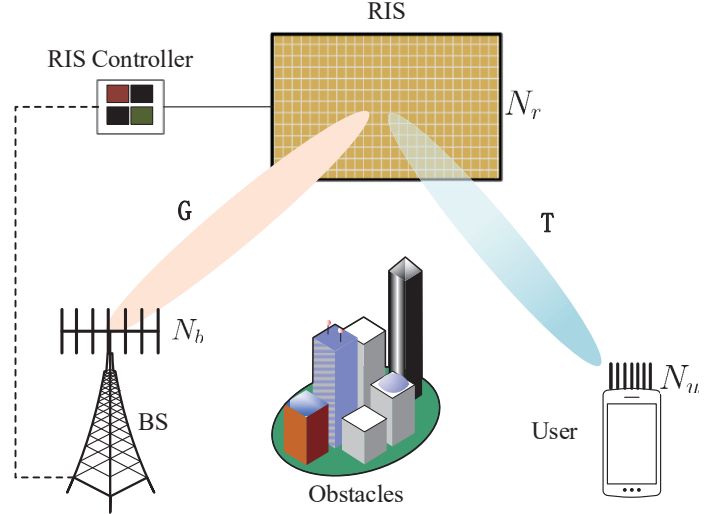 RIS
RIS Controller
N_r
G
T
N_b
N_u
BS
User
Obstacles